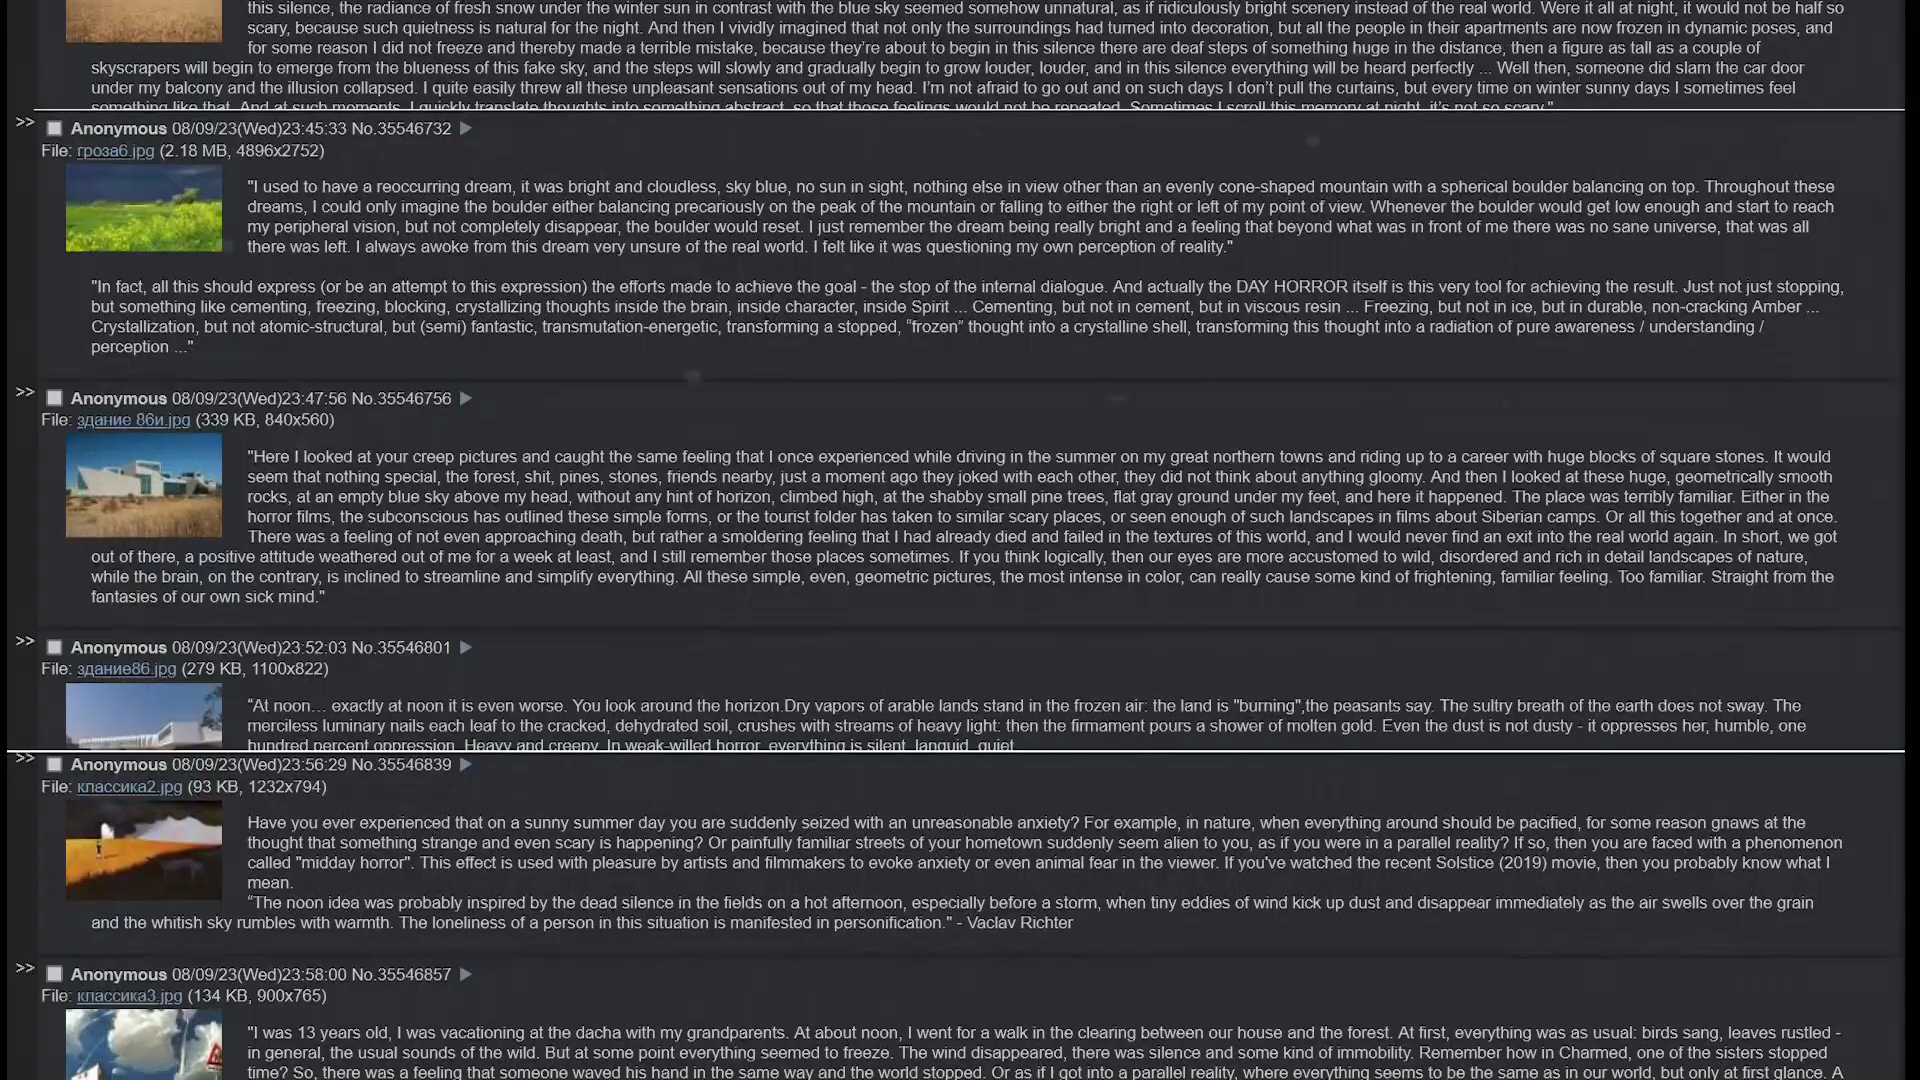 this silence, the radiance of fresh snow under the winter sun in contrast with the blue sky seemed somehow unnatural, as if ridiculously bright scenery instead of the real world. Were it all at night, it would not be half so
scary, because such quietness is natural for the night. And then I vividly imagined that not only the surroundings had turned into decoration, but all the people in their apartments are now frozen in dynamic poses, and
for some reason I did not freeze and thereby made a terrible mistake, because they're about to begin in this silence there are deaf steps of something huge in the distance, then a figure as tall as a couple of
skyscrapers will begin to emerge from the blueness of this fake sky, and the steps will slowly and gradually begin to grow louder, louder, and in this silence everything will be heard perfectly ... Well then, someone did slam the car door
under my balcony and the illusion collapsed. I quite easily threw all these unpleasant sensations out of my head. I'm not afraid to go out and on such days I don't pull the curtains, but every time on winter sunny days I sometimes feel
something like that. And at such moments, I quickly translate thoughts into something abstract, so that those feelings would not be repeated. Sometimes I scroll this memory at night, it's not so scary."
>> Anonymous 08/09/23(Wed)23:45:33 No.35546732 ▶
File: гроза6.jpg (2.18 MB, 4896x2752)
"I used to have a reoccurring dream, it was bright and cloudless, sky blue, no sun in sight, nothing else in view other than an evenly cone-shaped mountain with a spherical boulder balancing on top. Throughout these
dreams, I could only imagine the boulder either balancing precariously on the peak of the mountain or falling to either the right or left of my point of view. Whenever the boulder would get low enough and start to reach
my peripheral vision, but not completely disappear, the boulder would reset. I just remember the dream being really bright and a feeling that beyond what was in front of me there was no sane universe, that was all
there was left. I always awoke from this dream very unsure of the real world. I felt like it was questioning my own perception of reality."
"In fact, all this should express (or be an attempt to this expression) the efforts made to achieve the goal - the stop of the internal dialogue. And actually the DAY HORROR itself is this very tool for achieving the result. Just not just stopping,
but something like cementing, freezing, blocking, crystallizing thoughts inside the brain, inside character, inside Spirit ... Cementing, but not in cement, but in viscous resin ... Freezing, but not in ice, but in durable, non-cracking Amber ...
Crystallization, but not atomic-structural, but (semi) fantastic, transmutation-energetic, transforming a stopped, “frozen” thought into a crystalline shell, transforming this thought into a radiation of pure awareness / understanding /
perception ..."
>> Anonymous 08/09/23(Wed)23:47:56 No.35546756 ▶
File: здание 86и.jpg (339 KB, 840x560)
"Here I looked at your creep pictures and caught the same feeling that I once experienced while driving in the summer on my great northern towns and riding up to a career with huge blocks of square stones. It would
seem that nothing special, the forest, shit, pines, stones, friends nearby, just a moment ago they joked with each other, they did not think about anything gloomy. And then I looked at these huge, geometrically smooth
rocks, at an empty blue sky above my head, without any hint of horizon, climbed high, at the shabby small pine trees, flat gray ground under my feet, and here it happened. The place was terribly familiar. Either in the
horror films, the subconscious has outlined these simple forms, or the tourist folder has taken to similar scary places, or seen enough of such landscapes in films about Siberian camps. Or all this together and at once.
There was a feeling of not even approaching death, but rather a smoldering feeling that I had already died and failed in the textures of this world, and I would never find an exit into the real world again. In short, we got
out of there, a positive attitude weathered out of me for a week at least, and I still remember those places sometimes. If you think logically, then our eyes are more accustomed to wild, disordered and rich in detail landscapes of nature,
while the brain, on the contrary, is inclined to streamline and simplify everything. All these simple, even, geometric pictures, the most intense in color, can really cause some kind of frightening, familiar feeling. Too familiar. Straight from the
fantasies of our own sick mind."
>> Anonymous 08/09/23(Wed)23:52:03 No.35546801 ▶
File: здание86.jpg (279 KB, 1100x822)
“At noon… exactly at noon it is even worse. You look around the horizon.Dry vapors of arable lands stand in the frozen air: the land is "burning",the peasants say. The sultry breath of the earth does not sway. The
merciless luminary nails each leaf to the cracked, dehydrated soil, crushes with streams of heavy light: then the firmament pours a shower of molten gold. Even the dust is not dusty - it oppresses her, humble, one
hundred percent oppression. Heavy and creepy. In weak-willed horror, everything is silent, languid, quiet
>> Anonymous 08/09/23(Wed)23:56:29 No.35546839 ▶
File: классика2.jpg (93 KB, 1232x794)
Have you ever experienced that on a sunny summer day you are suddenly seized with an unreasonable anxiety? For example, in nature, when everything around should be pacified, for some reason gnaws at the
thought that something strange and even scary is happening? Or painfully familiar streets of your hometown suddenly seem alien to you, as if you were in a parallel reality? If so, then you are faced with a phenomenon
called "midday horror". This effect is used with pleasure by artists and filmmakers to evoke anxiety or even animal fear in the viewer. If you've watched the recent Solstice (2019) movie, then you probably know what I
mean.
“The noon idea was probably inspired by the dead silence in the fields on a hot afternoon, especially before a storm, when tiny eddies of wind kick up dust and disappear immediately as the air swells over the grain
and the whitish sky rumbles with warmth. The loneliness of a person in this situation is manifested in personification." - Vaclav Richter
>> Anonymous 08/09/23(Wed)23:58:00 No.35546857 ▶
File: классика3.jpg (134 KB, 900x765)
"I was 13 years old, I was vacationing at the dacha with my grandparents. At about noon, I went for a walk in the clearing between our house and the forest. At first, everything was as usual: birds sang, leaves rustled -
in general, the usual sounds of the wild. But at some point everything seemed to freeze. The wind disappeared, there was silence and some kind of immobility. Remember how in Charmed, one of the sisters stopped
time? So, there was a feeling that someone waved his hand in the same way and the world stopped. Or as if I got into a parallel reality, where everything seems to be the same as in our world, but only at first glance. A